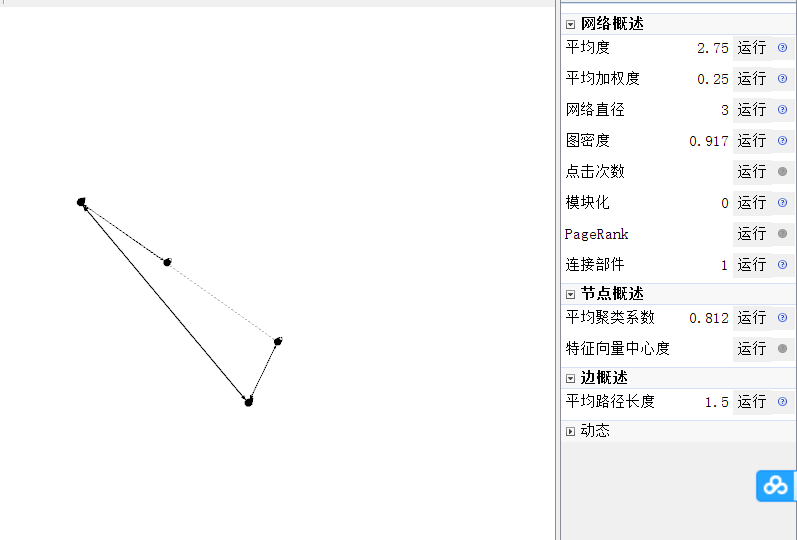 网络概述
平均度 2.75 运行
平均加权度 0.25 运行
网络直径 3 运行
图密度 0.917 运行
点击次数 运行
模块化 0 运行
PageRank 运行
连接部件 1 运行
节点概述
平均聚类系数 0.812 运行
特征向量中心度 运行
边概述
平均路径长度 1.5 运行
动态